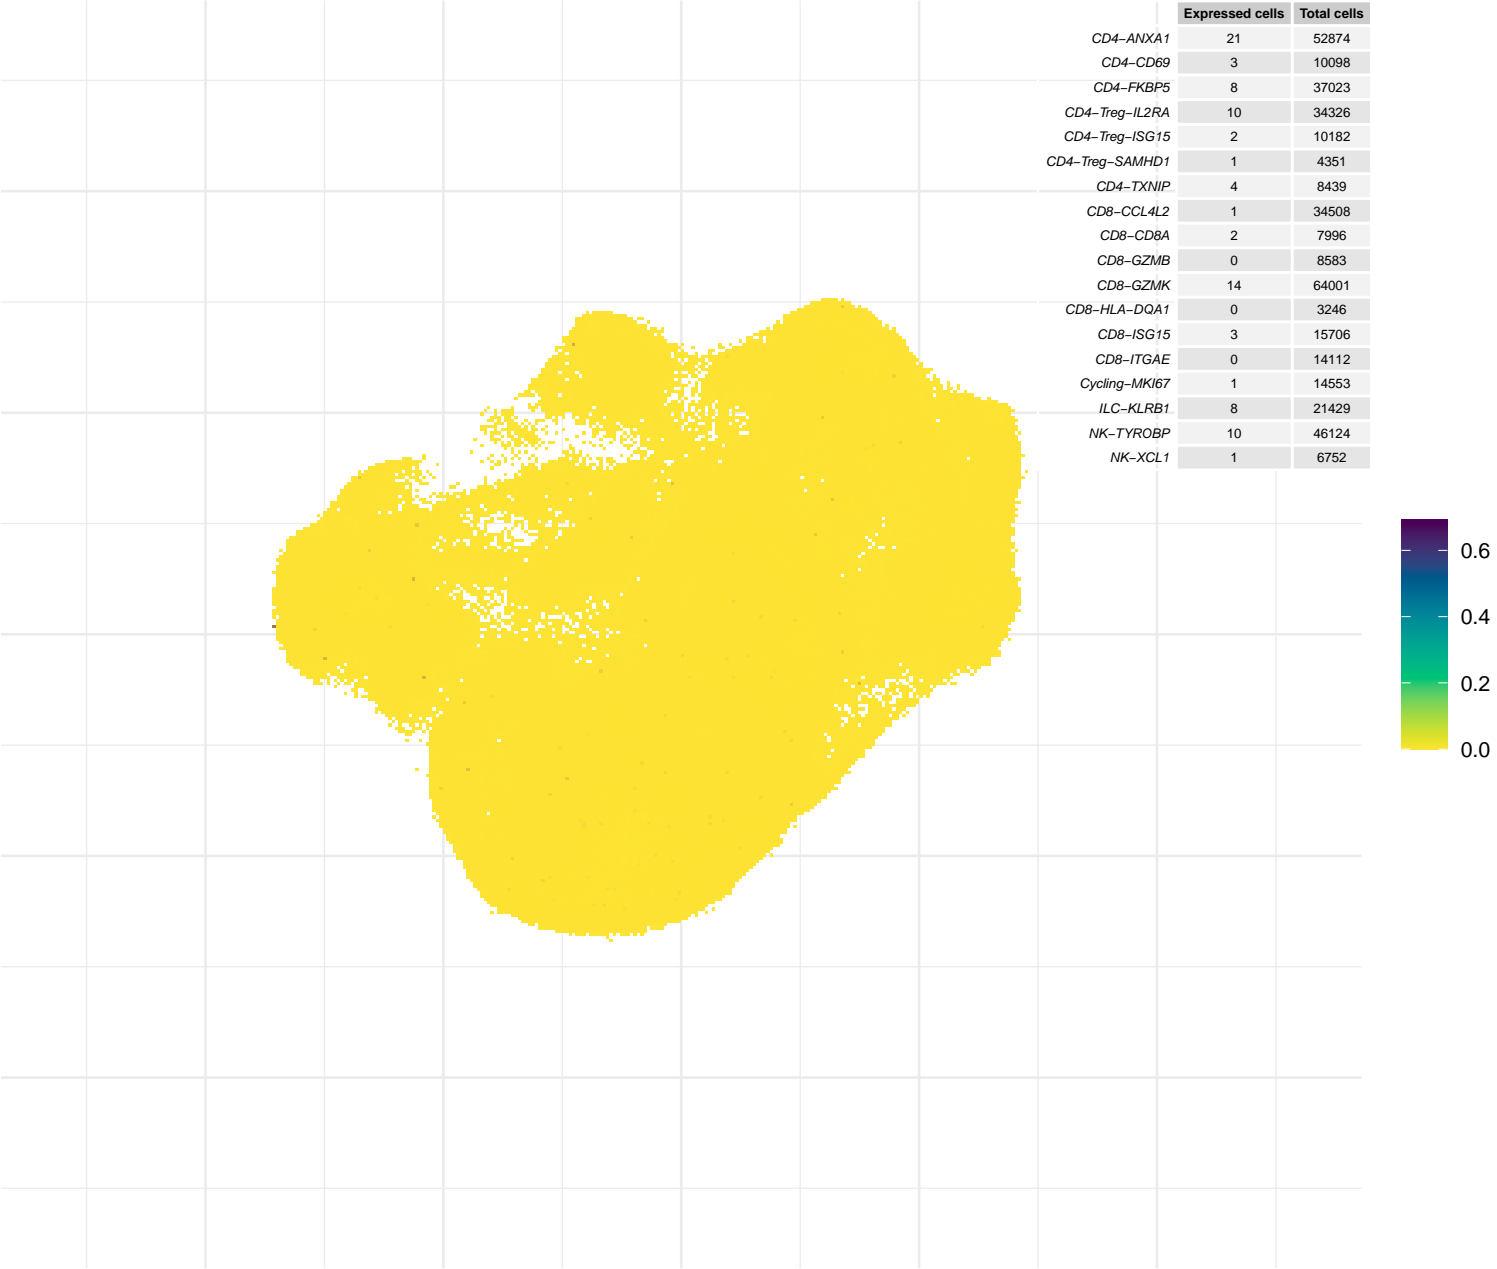 Expressed cells Total cells
CD4−ANXA1 21 52874
CD4−CD69 3 10098
CD4−FKBP5 8 37023
CD4−Treg−IL2RA 10 34326
CD4−Treg−ISG15 2 10182
CD4−Treg−SAMHD1 1 4351
CD4−TXNIP 4 8439
CD8−CCL4L2 1 34508
CD8−CD8A 2 7996
CD8−GZMB 0 8583
CD8−GZMK 14 64001
CD8−HLA−DQA1 0 3246
CD8−ISG15 3 15706
CD8−ITGAE 0 14112
Cycling−MKI67 1 14553
ILC−KLRB1 8 21429
NK−TYROBP 10 46124
NK−XCL1 1 6752
0.6
0.4
0.2
0.0